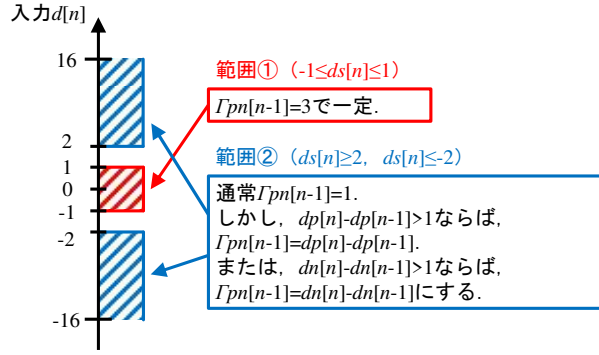 入力d[n]
16
2
1
0
-1
-2
-16
範囲①（-1≤ds[n]≤1）
Γpn[n-1]=3で一定.
範囲②（ds[n]≥2，ds[n]≤-2）
通常Γpn[n-1]=1.
しかし，dp[n]-dp[n-1]>1ならば，
Γpn[n-1]=dp[n]-dp[n-1].
または，dn[n]-dn[n-1]>1ならば，
Γpn[n-1]=dn[n]-dn[n-1]にする.